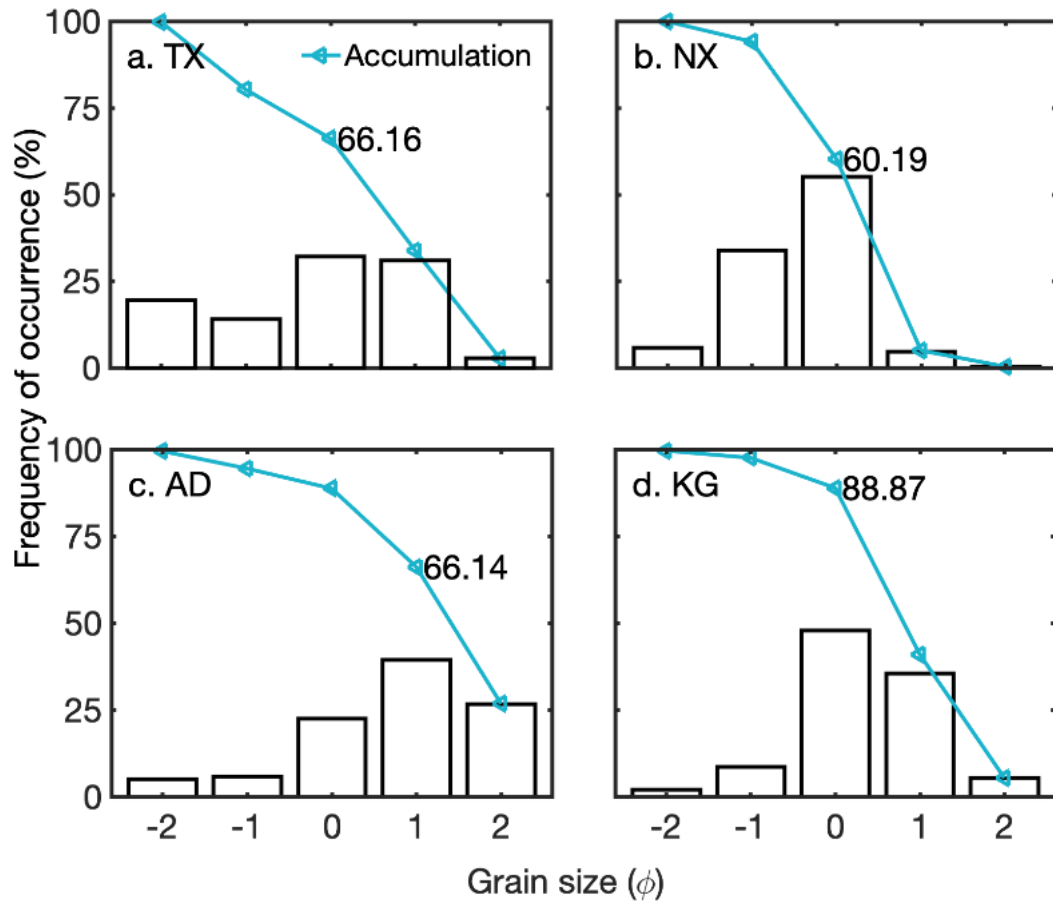 Frequency of occurrence (%)
100
75
50
25
0
a. TX
Accumulation
66.16
b. NX
60.19
100
75
50
25
0
c. AD
66.14
d. KG
88.87
-2 -1 0 1 2
-2 -1 0 1 2
Grain size (ϕ)